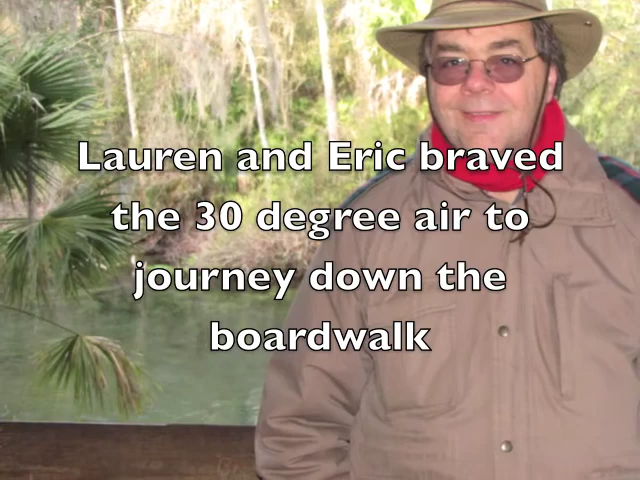 Lauren and Eric braved
the 30 degree air to
journey down the
boardwalk